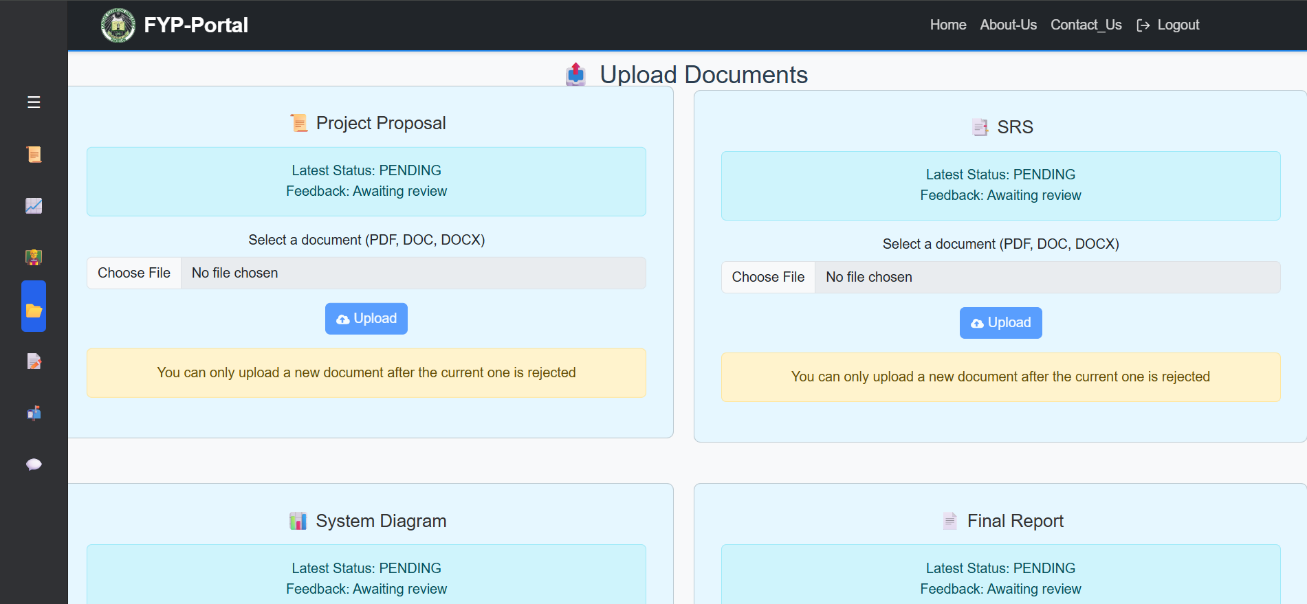 FYP-Portal
Home About-Us Contact_Us Logout
Upload Documents
Project Proposal
Latest Status: PENDING
Feedback: Awaiting review
Select a document (PDF, DOC, DOCX)
Choose File No file chosen
Upload
You can only upload a new document after the current one is rejected
SRS
Latest Status: PENDING
Feedback: Awaiting review
Select a document (PDF, DOC, DOCX)
Choose File No file chosen
Upload
You can only upload a new document after the current one is rejected
System Diagram
Latest Status: PENDING
Feedback: Awaiting review
Final Report
Latest Status: PENDING
Feedback: Awaiting review